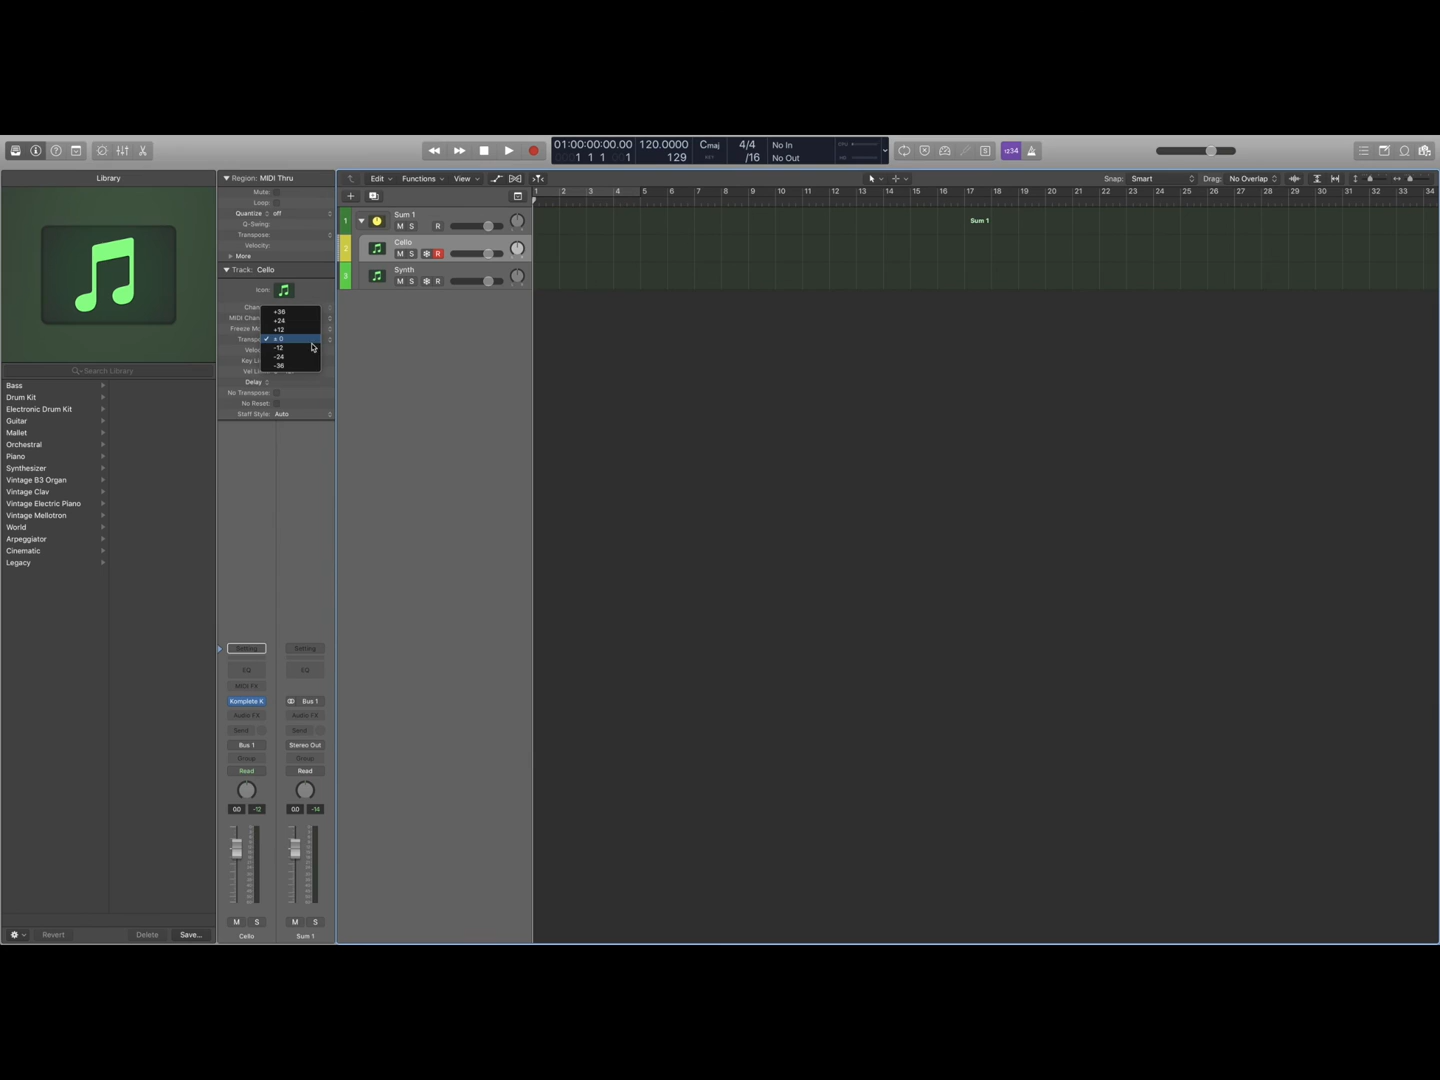 01:00:00:00.00
1 1 1 1
120.0000
129
Cmaj
4/4
/16
No In
No Out
1234
Library
Search Library
Bass
Drum Kit
Electronic Drum Kit
Guitar
Mallet
Orchestral
Piano
Synthesizer
Vintage B3 Organ
Vintage Clav
Vintage Electric Piano
Vintage Mellotron
World
Arpeggiator
Cinematic
Legacy
Revert
Delete
Save...
Region: MIDI Thru
Mute:
Loop:
Quantize off
Q-Swing:
Transpose:
Velocity:
More
Track: Cello
Icon:
Chan
MIDI Chan
Freeze Mo
Transpo
Veloc
Key Li
Vel Li
+36
+24
+12
± 0
-12
-24
-36
Delay
No Transpose:
No Reset:
Staff Style: Auto
Setting Setting
EQ EQ
MIDI FX
Komplete K Bus 1
Audio FX Audio FX
Send Send
Bus 1 Stereo Out
Group Group
Read Read
0.0 -12 0.0 -14
M S M S
Cello Sum 1
Edit Functions View
Snap: Smart Drag: No Overlap
1 2 3 4 5 6 7 8 9 10 11 12 13 14 15 16 17 18 19 20 21 22 23 24 25 26 27 28 29 30 31 32 33 34
1 Sum 1
M S R
2 Cello
M S R
3 Synth
M S R
Sum 1